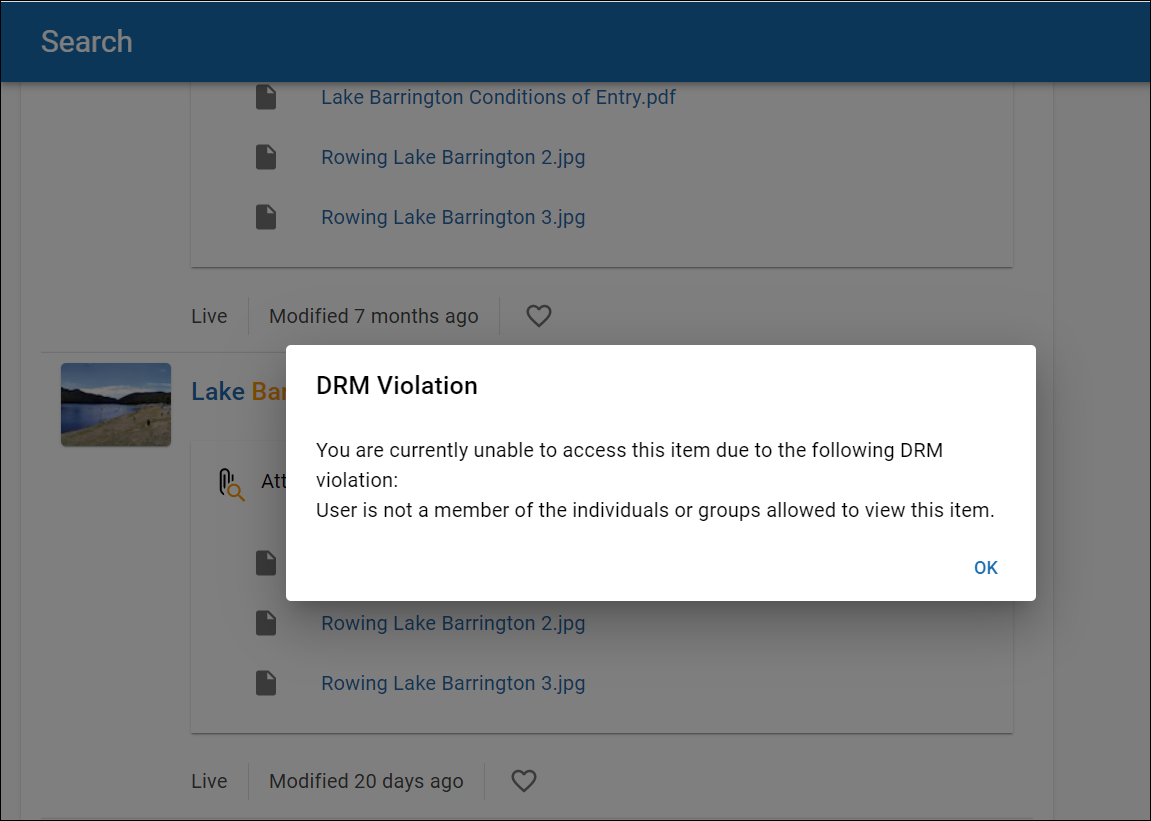 Search
Lake Barrington Conditions of Entry.pdf
Rowing Lake Barrington 2.jpg
Rowing Lake Barrington 3.jpg
Live
Modified 7 months ago
Lake Bar
DRM Violation
You are currently unable to access this item due to the following DRM
violation:
User is not a member of the individuals or groups allowed to view this item.
OK
Att
Rowing Lake Barrington 2.jpg
Rowing Lake Barrington 3.jpg
Live
Modified 20 days ago